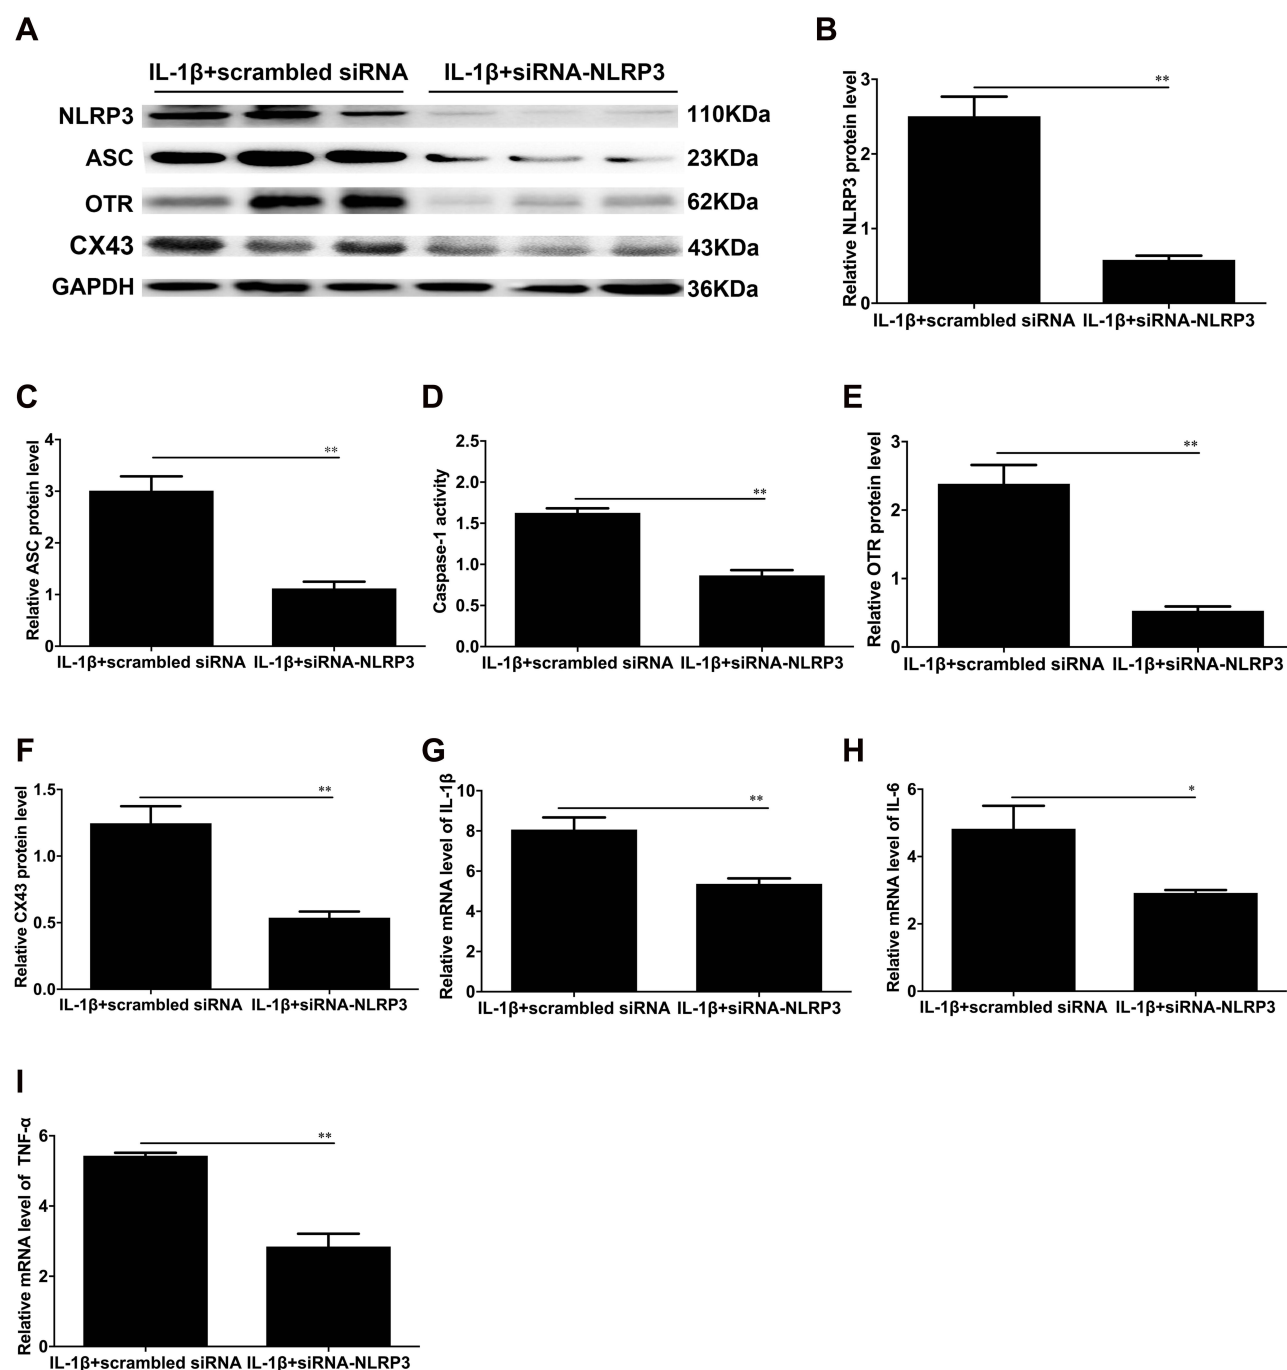 A
IL-1β+scrambled siRNA IL-1β+siRNA-NLRP3
NLRP3 110KDa
ASC 23KDa
OTR 62KDa
CX43 43KDa
GAPDH 36KDa
B
Relative NLRP3 protein level
3
2
1
0
**
IL-1β+scrambled siRNA IL-1β+siRNA-NLRP3
C
Relative ASC protein level
4
3
2
1
0
**
IL-1β+scrambled siRNA IL-1β+siRNA-NLRP3
D
Caspase-1 activity
2.5
2.0
1.5
1.0
0.5
0.0
**
IL-1β+scrambled siRNA IL-1β+siRNA-NLRP3
E
Relative OTR protein level
3
2
1
0
**
IL-1β+scrambled siRNA IL-1β+siRNA-NLRP3
F
Relative CX43 protein level
1.5
1.0
0.5
0.0
**
IL-1β+scrambled siRNA IL-1β+siRNA-NLRP3
G
Relative mRNA level of IL-1β
10
8
6
4
2
0
**
IL-1β+scrambled siRNA IL-1β+siRNA-NLRP3
H
Relative mRNA level of IL-6
6
4
2
0
*
IL-1β+scrambled siRNA IL-1β+siRNA-NLRP3
I
Relative mRNA level of TNF-α
6
4
2
0
**
IL-1β+scrambled siRNA IL-1β+siRNA-NLRP3